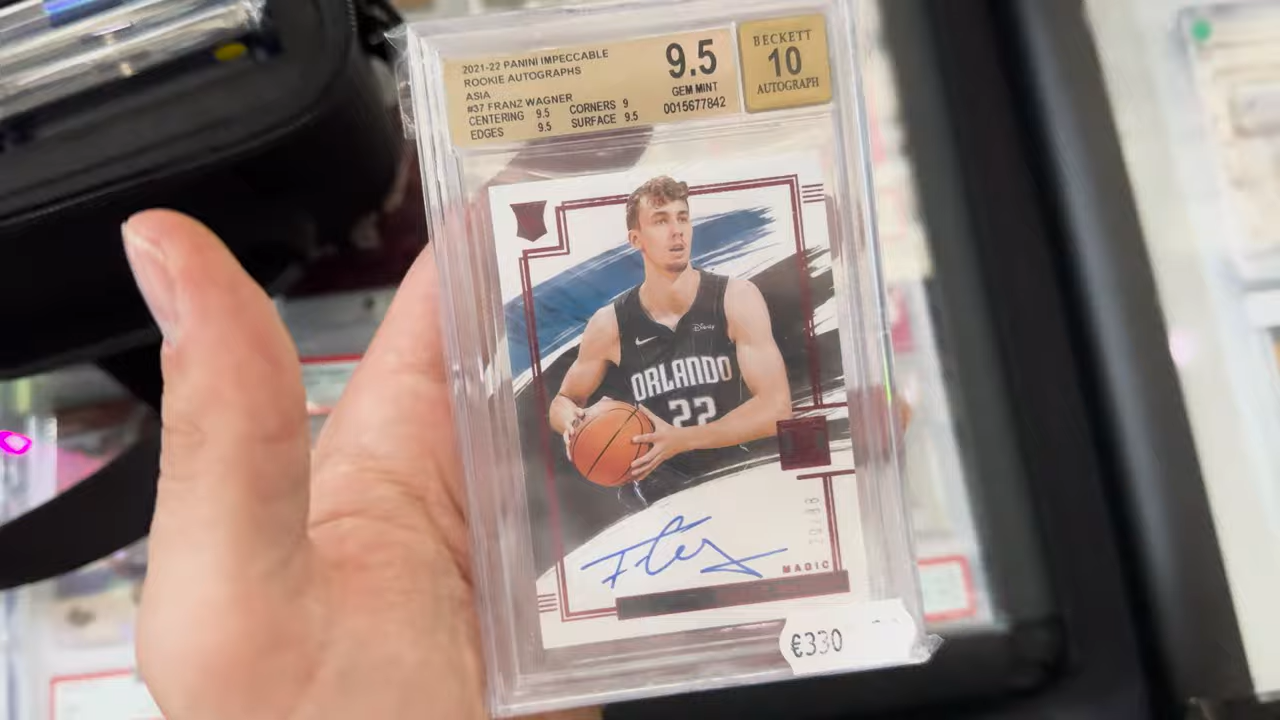 2021-22 PANINI IMPECCABLE
ROOKIE AUTOGRAPHS
ASIA
#37 FRANZ WAGNER
CENTERING 9.5 CORNERS 9
EDGES 9.5 SURFACE 9.5
9.5
GEM MINT
0015677842
BECKETT
10
AUTOGRAPH
Disney
ORLANDO
22
MAGIC
€330